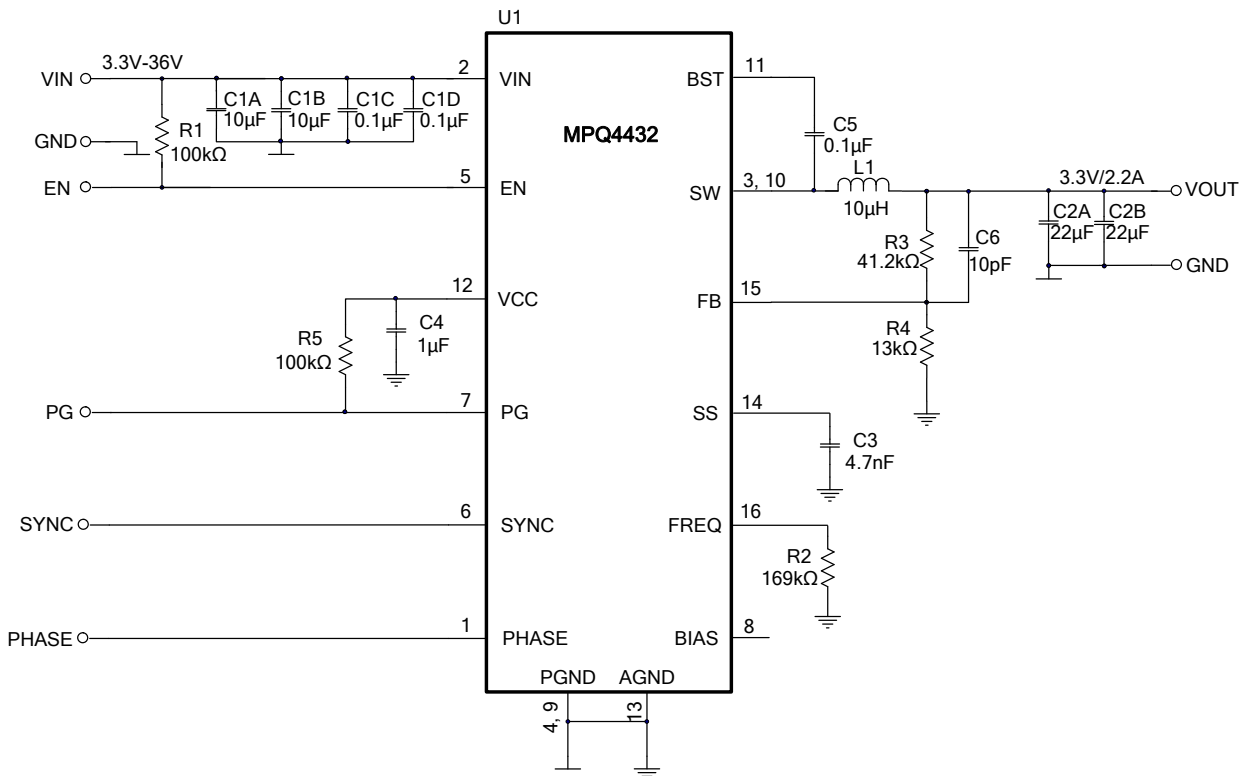 U1
MPQ4432
VIN
3.3V-36V
2
VIN
C1A
10µF
C1B
10µF
C1C
0.1µF
C1D
0.1µF
GND
R1
100kΩ
EN
5
EN
12
VCC
R5
100kΩ
C4
1µF
PG
7
PG
SYNC
6
SYNC
PHASE
1
PHASE
BST
11
C5
0.1µF
SW
3, 10
L1
10µH
3.3V/2.2A
VOUT
C2A
22µF
C2B
22µF
GND
R3
41.2kΩ
C6
10pF
FB
15
R4
13kΩ
SS
14
C3
4.7nF
FREQ
16
R2
169kΩ
BIAS
8
PGND
AGND
4, 9
13